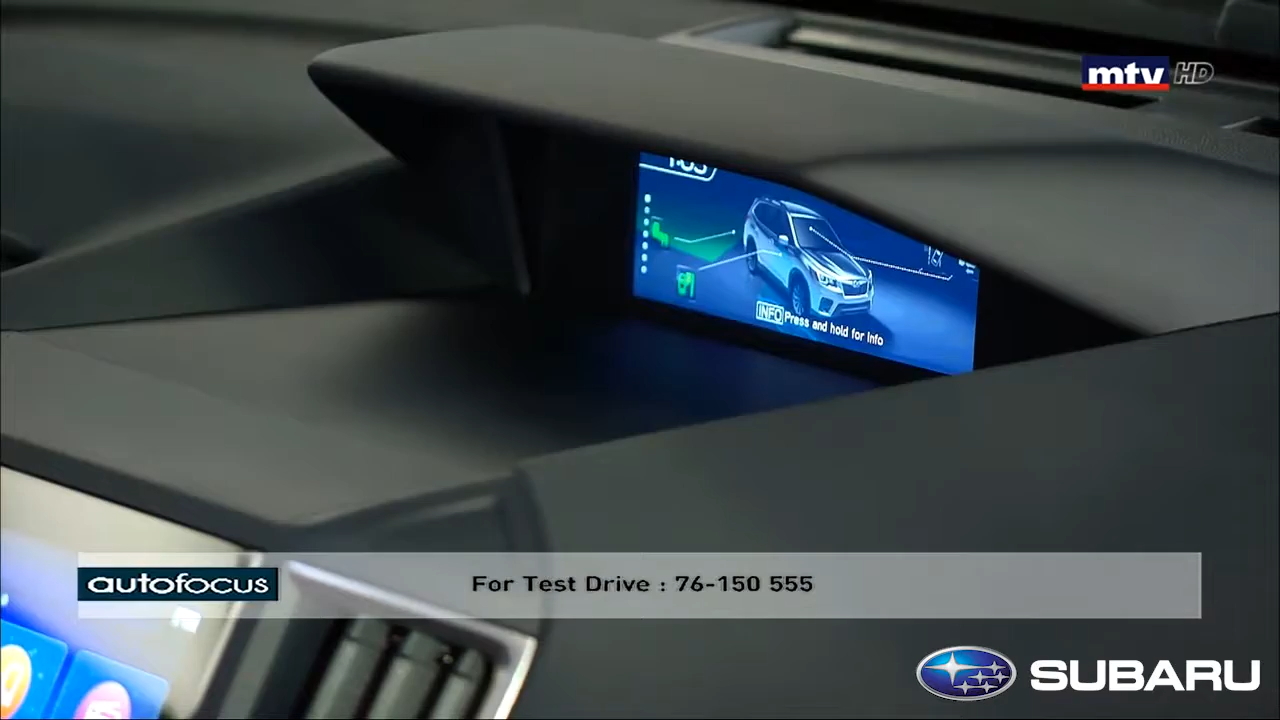 mtv HD
INFO Press and hold for info
autofocus
For Test Drive : 76-150 555
SUBARU